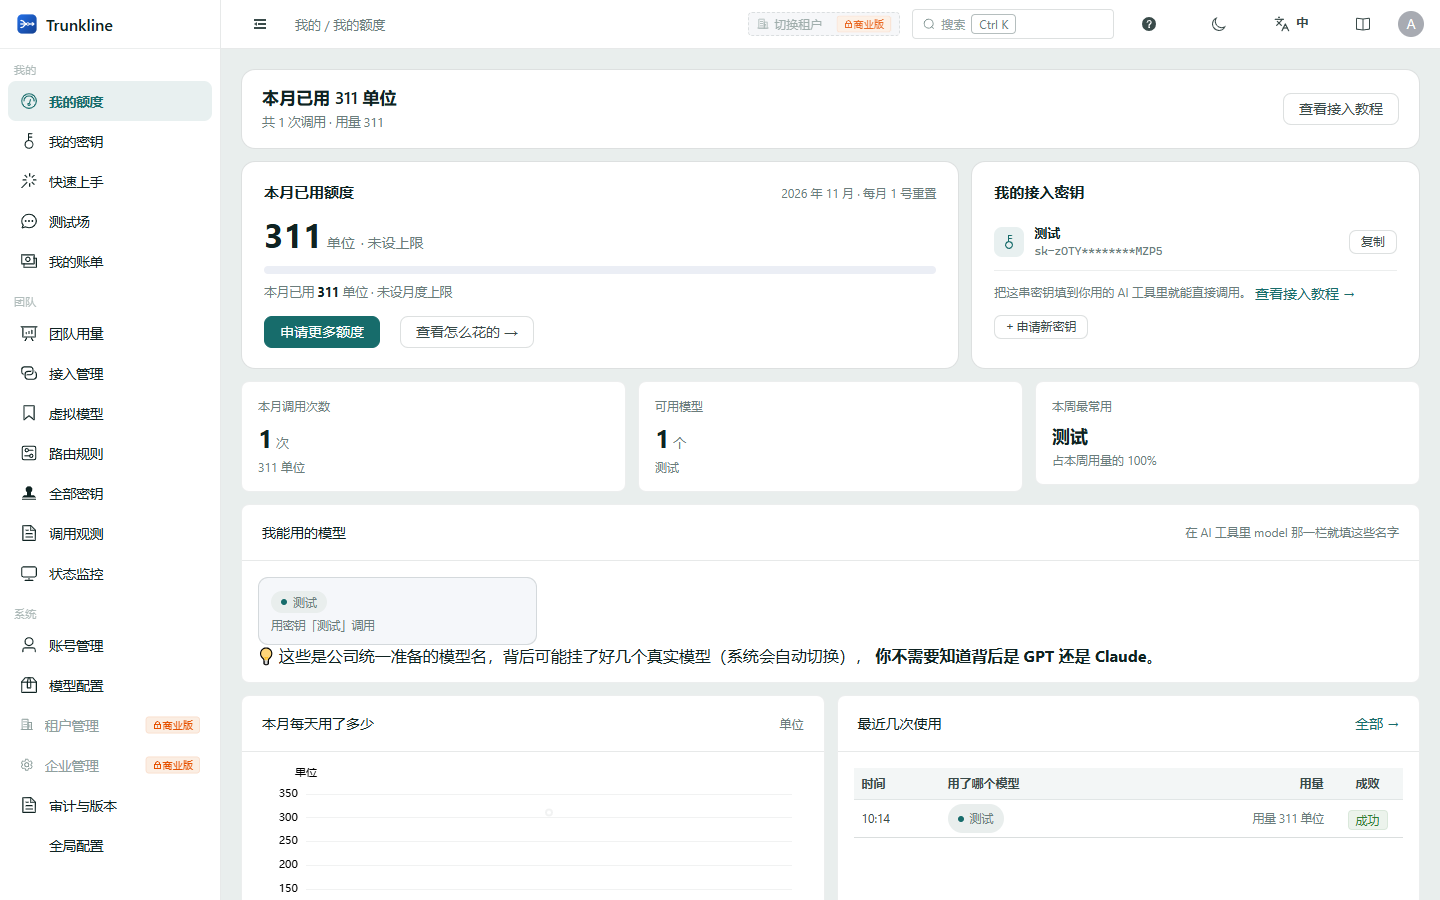 Trunkline
我的 / 我的额度
切换租户
商业版
搜索 Ctrl K
中
A
我的
我的额度
我的密钥
快速上手
测试场
我的账单
团队
团队用量
接入管理
虚拟模型
路由规则
全部密钥
调用观测
状态监控
系统
账号管理
模型配置
租户管理 商业版
企业管理 商业版
审计与版本
全局配置
本月已用 311 单位
共 1 次调用 · 用量 311
查看接入教程
本月已用额度
2026 年 11 月 · 每月 1 号重置
311 单位 · 未设上限
本月已用 311 单位 · 未设月度上限
申请更多额度
查看怎么花的 →
我的接入密钥
测试
sk-zOTY********MZP5
复制
把这串密钥填到你用的 AI 工具里就能直接调用。 查看接入教程 →
+ 申请新密钥
本月调用次数
1 次
311 单位
可用模型
1 个
测试
本周最常用
测试
占本周用量的 100%
我能用的模型
在 AI 工具里 model 那一栏就填这些名字
测试
用密钥「测试」调用
这些是公司统一准备的模型名，背后可能挂了好几个真实模型（系统会自动切换），你不需要知道背后是 GPT 还是 Claude。
本月每天用了多少
单位
单位
350
300
250
200
150
最近几次使用
全部 →
时间 用了哪个模型 用量 成败
10:14 测试 用量 311 单位 成功